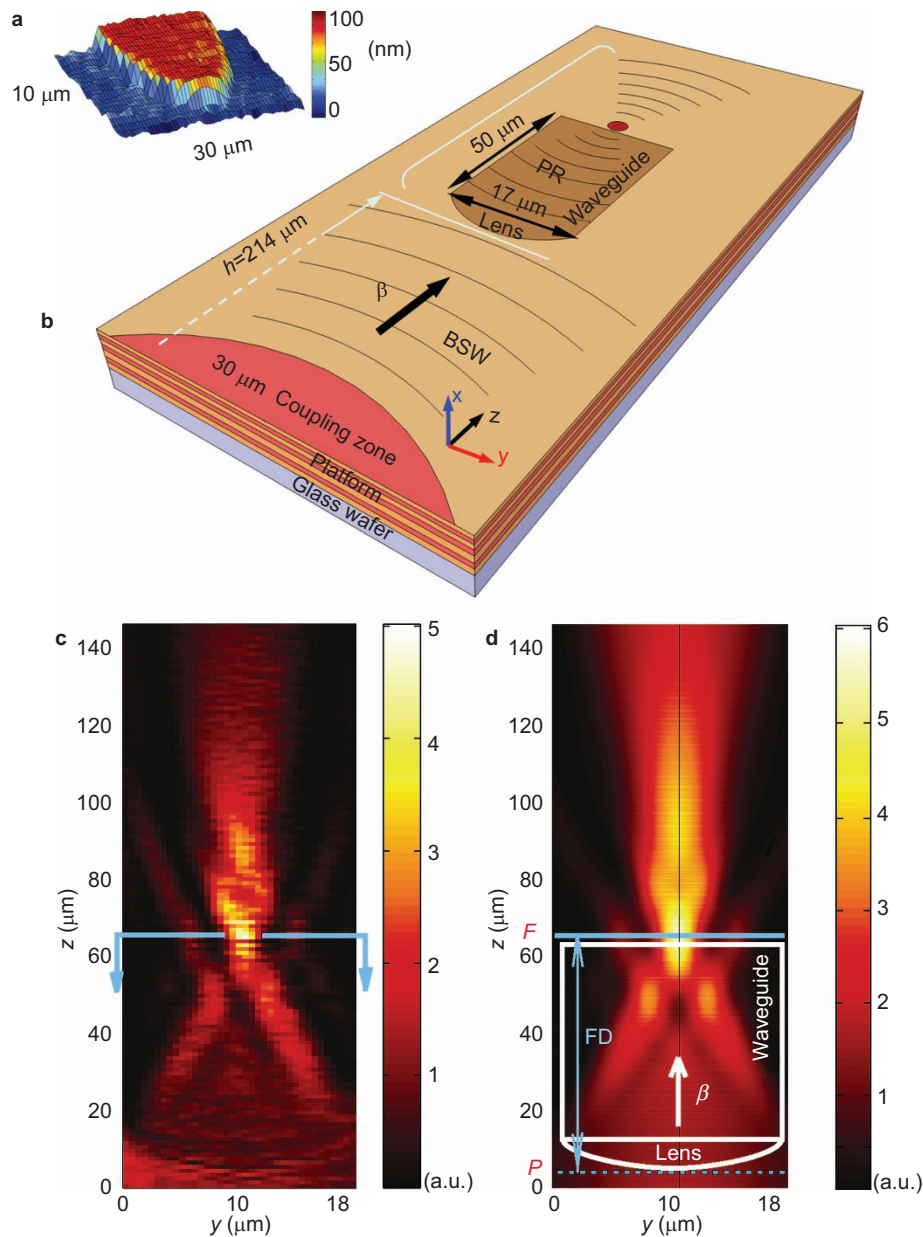 a
100
50
0
(nm)
10 μm
30 μm
50 μm
PR
Waveguide
17 μm
Lens
h=214 μm
β
b
BSW
30 μm Coupling zone
x
z
y
Platform
Glass wafer
c
140
120
100
80
60
40
20
0
z (μm)
0
10
18
y (μm)
5
4
3
2
1
(a.u.)
d
140
120
100
80
60
40
20
0
z (μm)
F
P
FD
Waveguide
β
Lens
0
10
18
y (μm)
6
5
4
3
2
1
(a.u.)